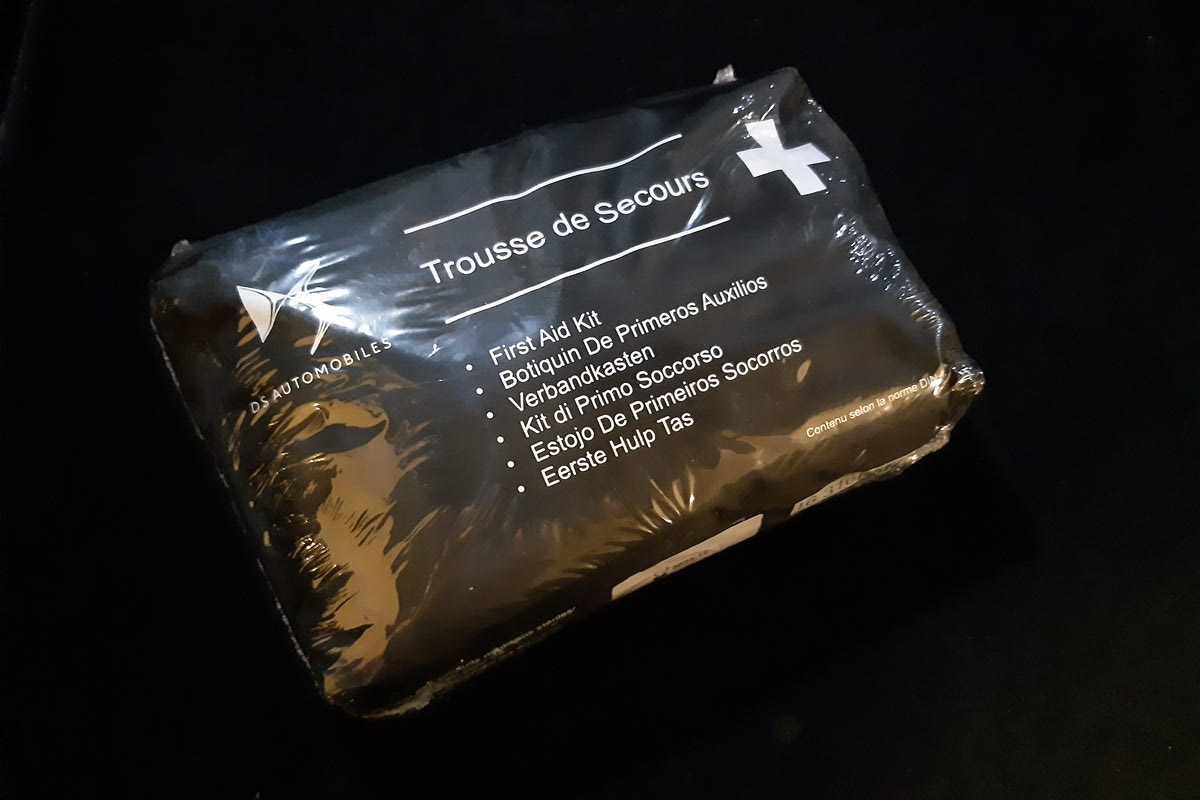 Trousse de Secours
DS AUTOMOBILES
• First Aid Kit
• Botiquin De Primeros Auxilios
• Verbandkasten
• Kit di Primo Soccorso
• Estojo De Primeiros Socorros
• Eerste Hulp Tas
Contenu selon la norme